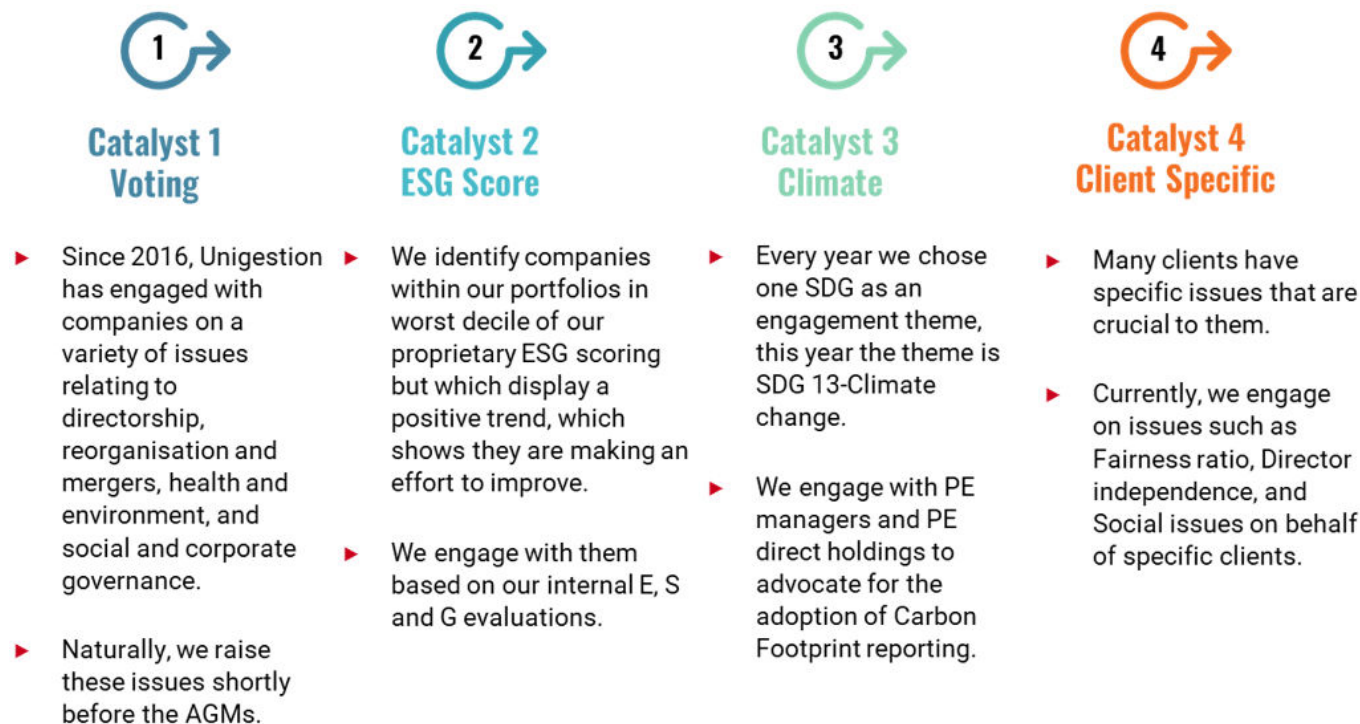 1
Catalyst 1
Voting
► Since 2016, Unigestion
has engaged with
companies on a
variety of issues
relating to
directorship,
reorganisation and
mergers, health and
environment, and
social and corporate
governance.
► Naturally, we raise
these issues shortly
before the AGMs.
2
Catalyst 2
ESG Score
► We identify companies
within our portfolios in
worst decile of our
proprietary ESG scoring
but which display a
positive trend, which
shows they are making an
effort to improve.
► We engage with them
based on our internal E, S
and G evaluations.
3
Catalyst 3
Climate
► Every year we chose
one SDG as an
engagement theme,
this year the theme is
SDG 13-Climate
change.
► We engage with PE
managers and PE
direct holdings to
advocate for the
adoption of Carbon
Footprint reporting.
4
Catalyst 4
Client Specific
► Many clients have
specific issues that are
crucial to them.
► Currently, we engage
on issues such as
Fairness ratio, Director
independence, and
Social issues on behalf
of specific clients.